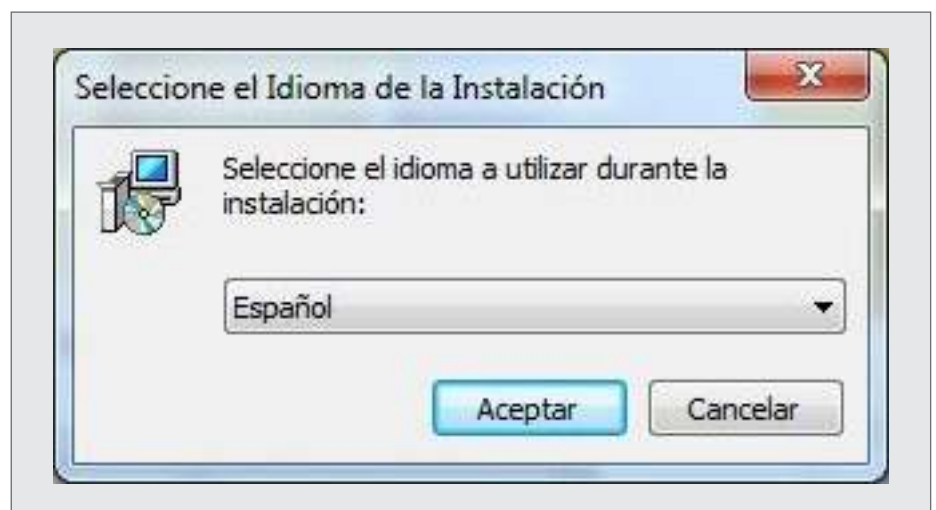 Seleccione el Idioma de la Instalación
Seleccione el idioma a utilizar durante la
instalación:
Español
Aceptar
Cancelar